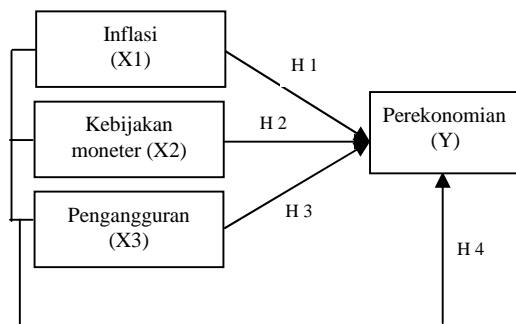 Inflasi
(X1)
H 1
Kebijakan
moneter (X2)
H 2
Perekonomian
(Y)
Pengangguran
(X3)
H 3
H 4